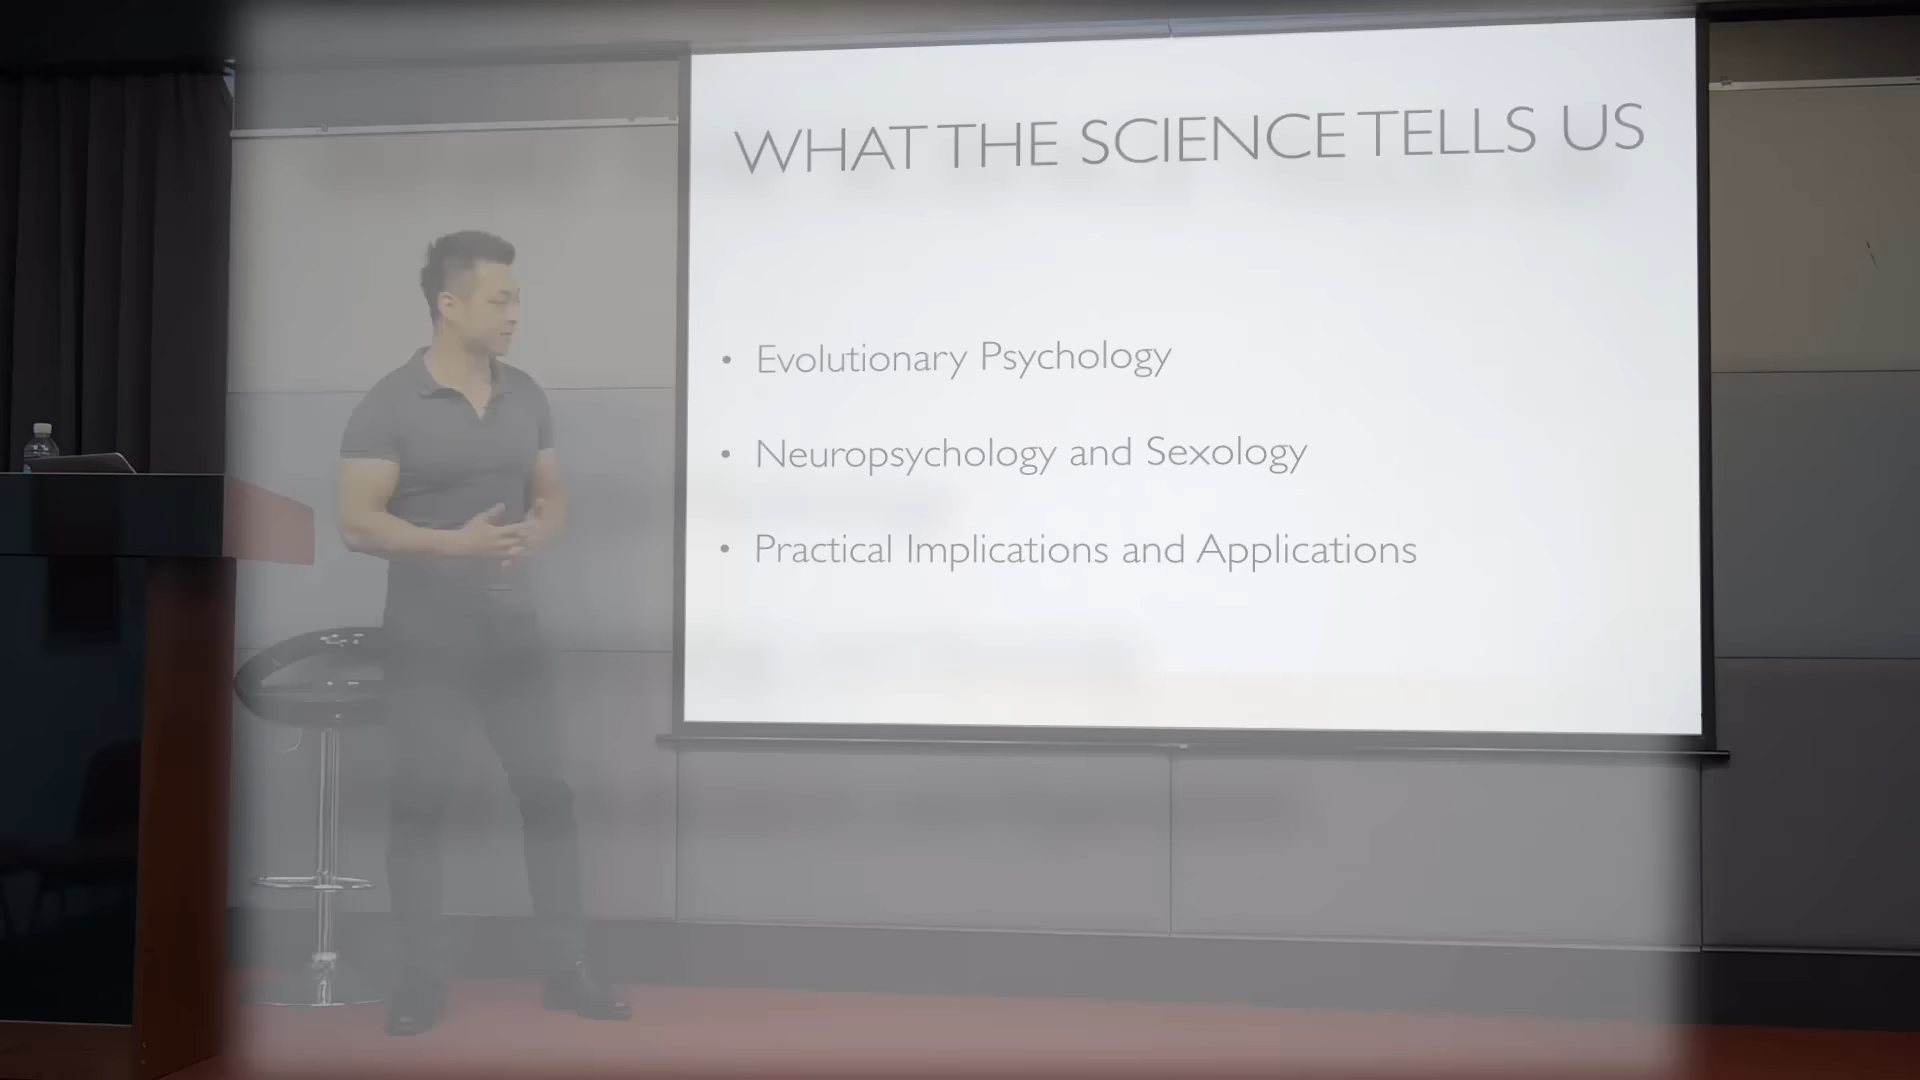 WHAT THE SCIENCE TELLS US
• Evolutionary Psychology
• Neuropsychology and Sexology
• Practical Implications and Applications